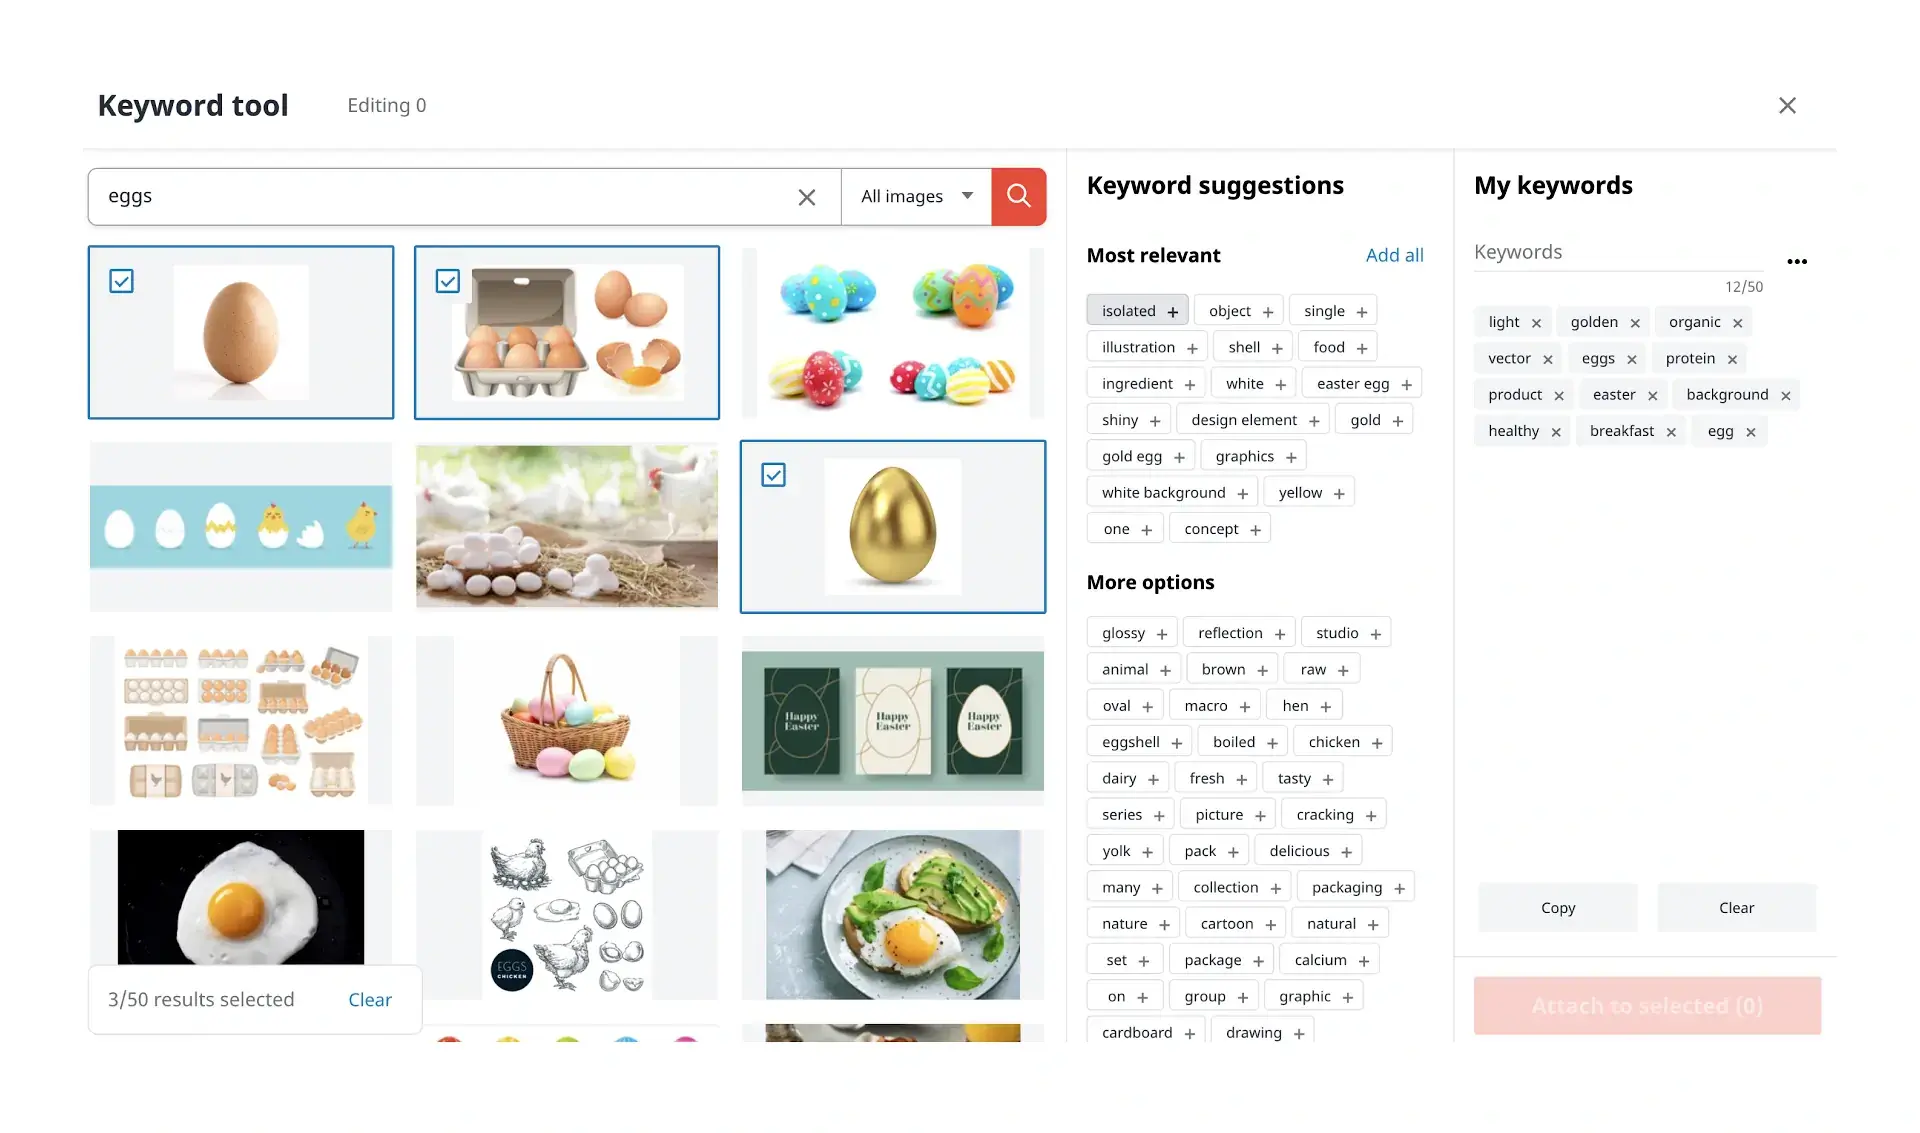 Keyword tool
Editing 0
eggs
All images
Happy
Easter
Happy
Easter
Happy
Easter
EGGS
CHICKEN
3/50 results selected
Clear
Keyword suggestions
Most relevant
Add all
isolated +
object +
single +
illustration +
shell +
food +
ingredient +
white +
easter egg +
shiny +
design element +
gold +
gold egg +
graphics +
white background +
yellow +
one +
concept +
More options
glossy +
reflection +
studio +
animal +
brown +
raw +
oval +
macro +
hen +
eggshell +
boiled +
chicken +
dairy +
fresh +
tasty +
series +
picture +
cracking +
yolk +
pack +
delicious +
many +
collection +
packaging +
nature +
cartoon +
natural +
set +
package +
calcium +
on +
group +
graphic +
cardboard +
drawing +
My keywords
Keywords
•••
12/50
light ×
golden ×
organic ×
vector ×
eggs ×
protein ×
product ×
easter ×
background ×
healthy ×
breakfast ×
egg ×
Copy
Clear
Attach to selected (0)